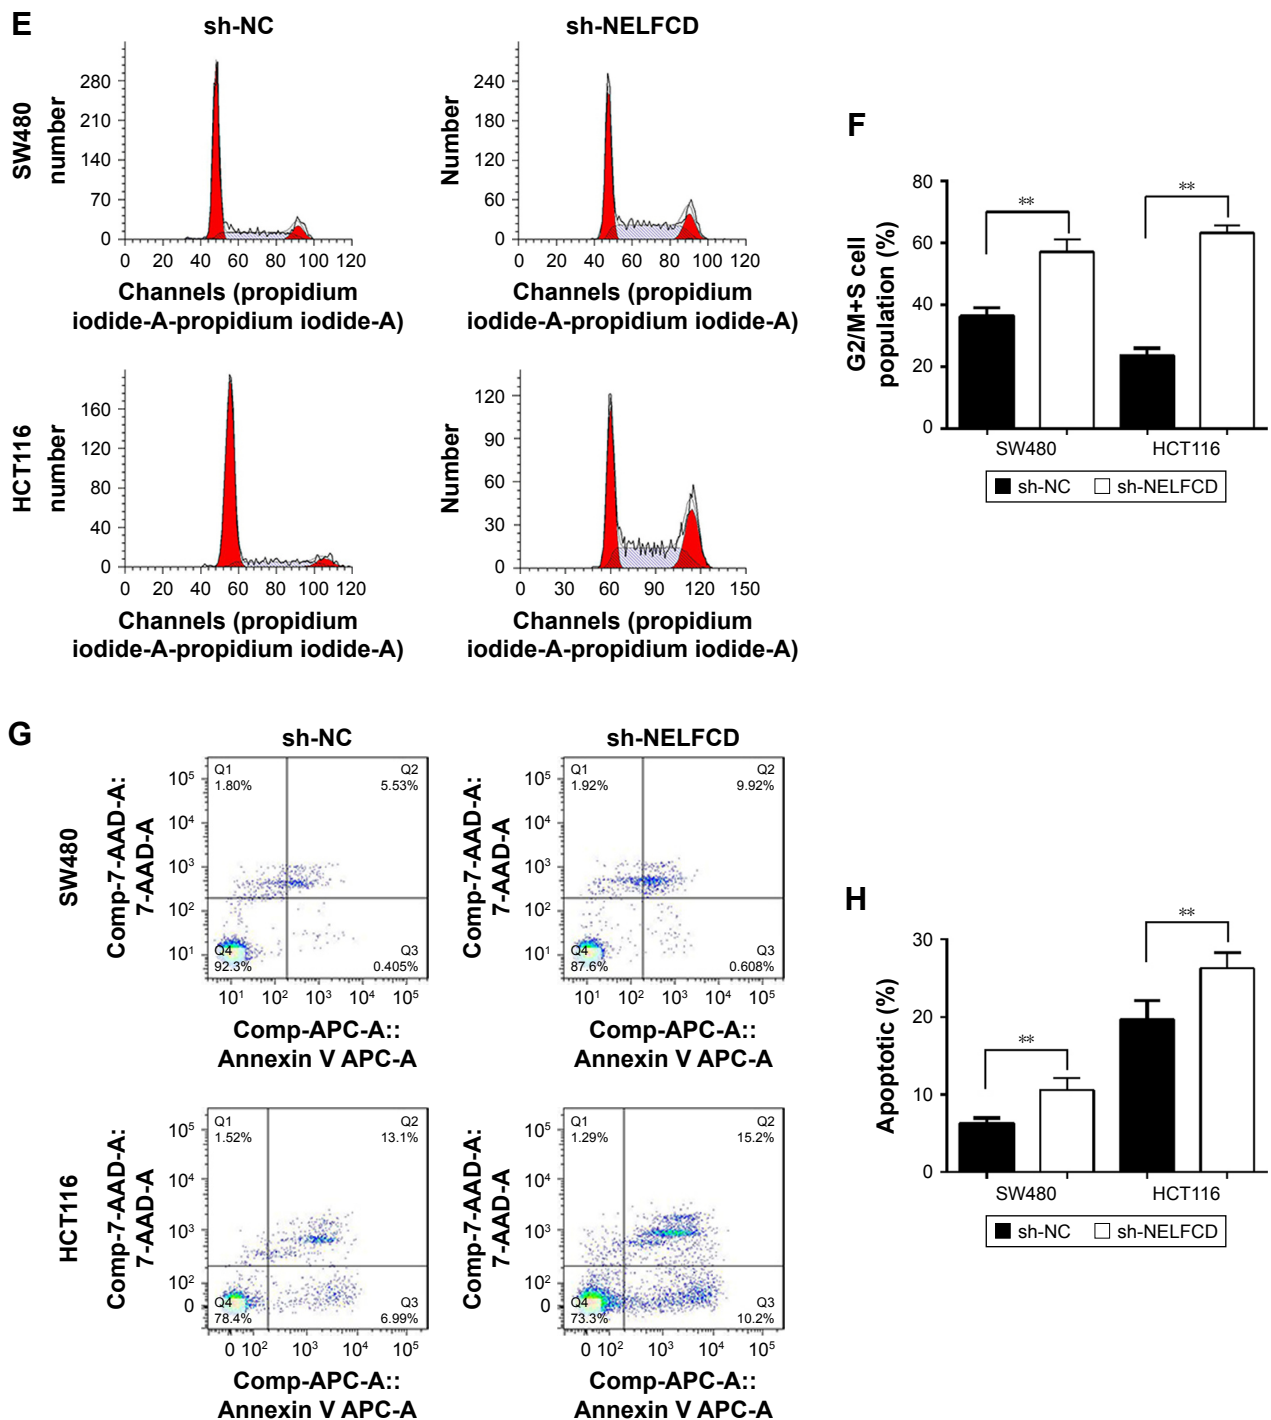 E
sh-NC
sh-NELFCD
SW480
number
280
210
140
70
0
0 20 40 60 80 100 120
Channels (propidium
iodide-A-propidium iodide-A)
Number
240
180
120
60
0
0 20 40 60 80 100 120
Channels (propidium
iodide-A-propidium iodide-A)
HCT116
number
160
120
80
40
0
0 20 40 60 80 100 120
Channels (propidium
iodide-A-propidium iodide-A)
Number
120
90
60
30
0
0 30 60 90 120 150
Channels (propidium
iodide-A-propidium iodide-A)
F
G2/M+S cell
population (%)
80
60
40
20
0
**
**
SW480 HCT116
sh-NC sh-NELFCD
G
sh-NC
sh-NELFCD
SW480
Comp-7-AAD-A::
7-AAD-A
10⁵
10⁴
10³
10²
10¹
Q1
1.80%
Q2
5.53%
Q4
92.3%
Q3
0.405%
10¹ 10² 10³ 10⁴ 10⁵
Comp-APC-A::
Annexin V APC-A
Comp-7-AAD-A:
7-AAD-A
10⁵
10⁴
10³
10²
10¹
Q1
1.92%
Q2
9.92%
Q4
87.6%
Q3
0.608%
10¹ 10² 10³ 10⁴ 10⁵
Comp-APC-A::
Annexin V APC-A
HCT116
Comp-7-AAD-A::
7-AAD-A
10⁵
10⁴
10³
10²
0
Q1
1.52%
Q2
13.1%
Q4
78.4%
Q3
6.99%
0 10² 10³ 10⁴ 10⁵
Comp-APC-A::
Annexin V APC-A
Comp-7-AAD-A::
7-AAD-A
10⁵
10⁴
10³
10²
0
Q1
1.29%
Q2
15.2%
Q4
73.3%
Q3
10.2%
0 10² 10³ 10⁴ 10⁵
Comp-APC-A::
Annexin V APC-A
H
Apoptotic (%)
30
20
10
0
**
**
SW480 HCT116
sh-NC sh-NELFCD